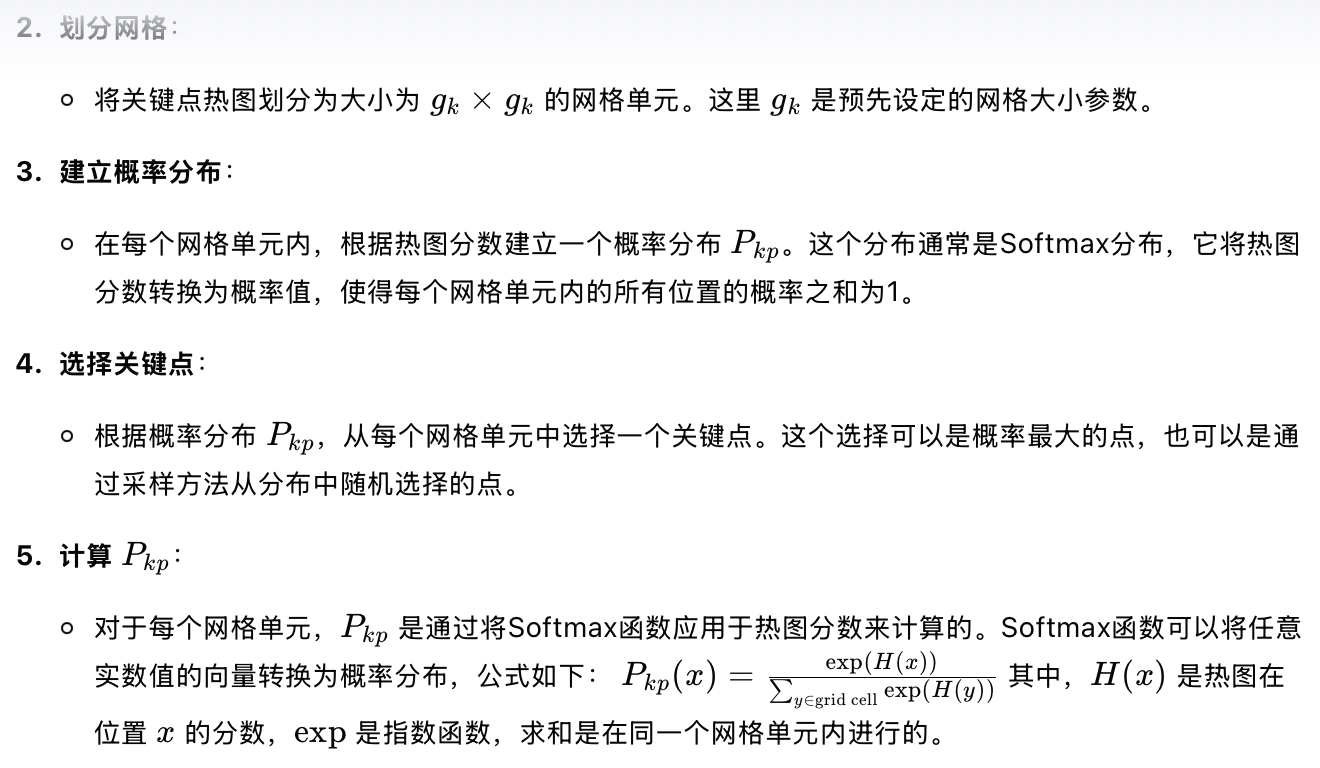 2. 划分网格：
将关键点热图划分为大小为 $g_k \times g_k$ 的网格单元。这里 $g_k$ 是预先设定的网格大小参数。
3. 建立概率分布：
在每个网格单元内，根据热图分数建立一个概率分布 $P_{kp}$。这个分布通常是Softmax分布，它将热图
分数转换为概率值，使得每个网格单元内的所有位置的概率之和为1。
4. 选择关键点：
根据概率分布 $P_{kp}$，从每个网格单元中选择一个关键点。这个选择可以是概率最大的点，也可以是通
过采样方法从分布中随机选择的点。
5. 计算 $P_{kp}$：
对于每个网格单元，$P_{kp}$ 是通过将Softmax函数应用于热图分数来计算的。Softmax函数可以将任意
实数值的向量转换为概率分布，公式如下： $P_{kp}(x) = \frac{\exp(H(x))}{\sum_{y \in \text{grid cell}} \exp(H(y))}$ 其中，$H(x)$ 是热图在
位置 $x$ 的分数，$\exp$ 是指数函数，求和是在同一个网格单元内进行的。